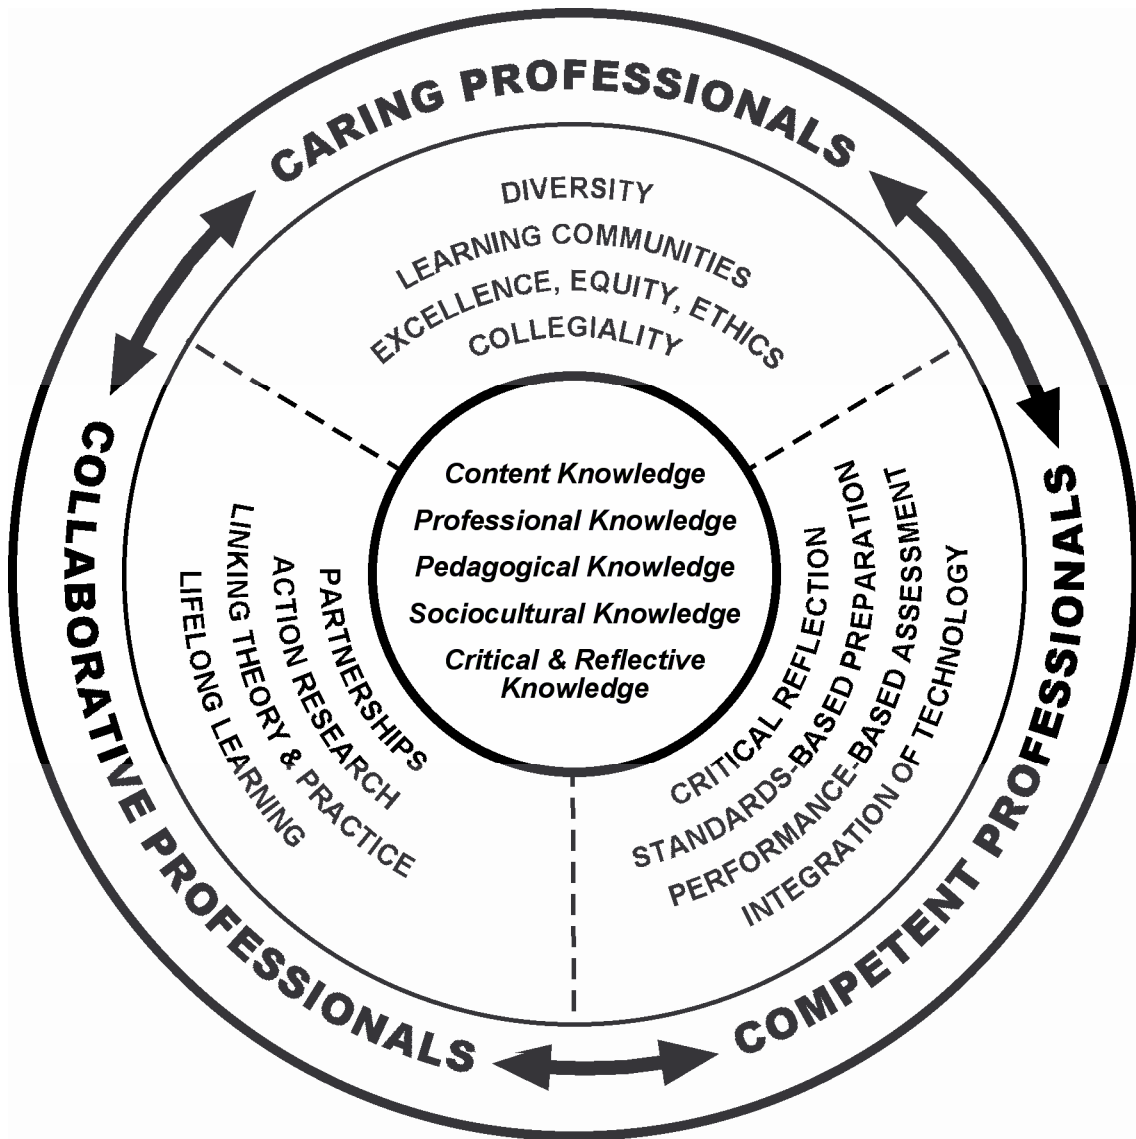 CARING PROFESSIONALS
DIVERSITY
LEARNING COMMUNITIES
EXCELLENCE, EQUITY, ETHICS
COLLEGIALITY
Content Knowledge
Professional Knowledge
Pedagogical Knowledge
Sociocultural Knowledge
Critical & Reflective
Knowledge
COMPETENT PROFESSIONALS
CRITICAL REFLECTION
STANDARDS-BASED PREPARATION
PERFORMANCE-BASED ASSESSMENT
INTEGRATION OF TECHNOLOGY
COLLABORATIVE PROFESSIONALS
PARTNERSHIPS
ACTION RESEARCH
LINKING THEORY & PRACTICE
LIFELONG LEARNING